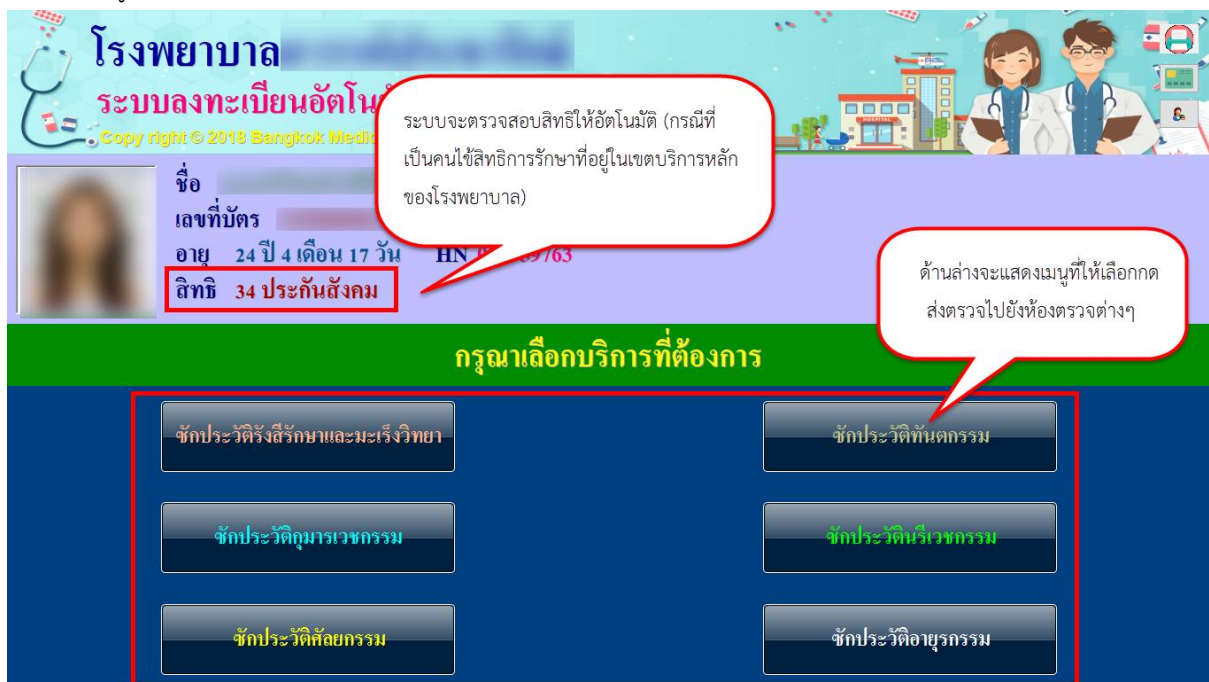 โรงพยาบาล
ระบบลงทะเบียนอัตโนมั
Copy right © 2018 Bangkok Medic
ระบบจะตรวจสอบสิทธิให้อัตโนมัติ (กรณีที่
เป็นคนไข้สิทธิการรักษาที่อยู่ในเขตบริการหลัก
ของโรงพยาบาล)
HOSPITAL
ชื่อ
เลขที่บัตร
อายุ 24 ปี 4 เดือน 17 วัน HN
สิทธิ 34 ประกันสังคม
ด้านล่างจะแสดงเมนูที่ให้เลือกกด
ส่งตรวจไปยังห้องตรวจต่างๆ
กรุณาเลือกบริการที่ต้องการ
ซักประวัติรังสีรักษาและมะเร็งวิทยา
ซักประวัติทันตกรรม
ซักประวัติกุมารเวชกรรม
ซักประวัตินรีเวชกรรม
ซักประวัติศัลยกรรม
ซักประวัติอายุรกรรม